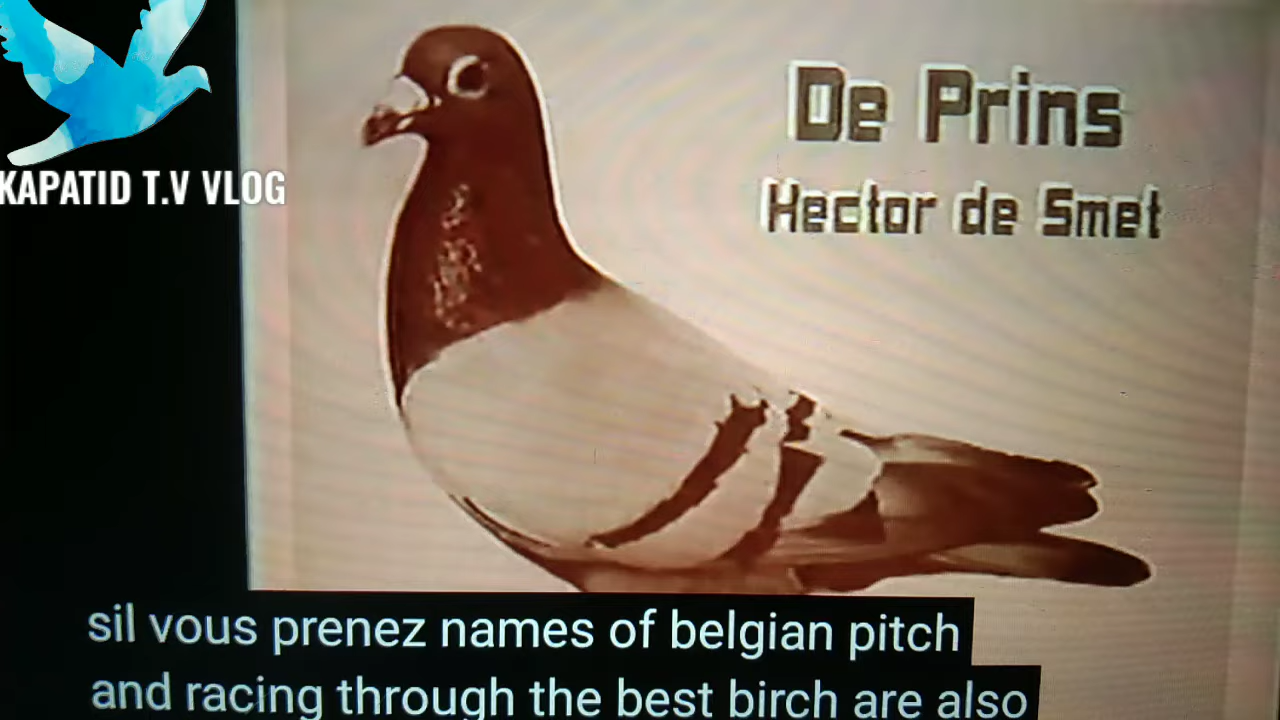 KAPATID T.V VLOG
De Prins
Hector de Smet
sil vous prenez names of belgian pitch
and racing through the best birch are also